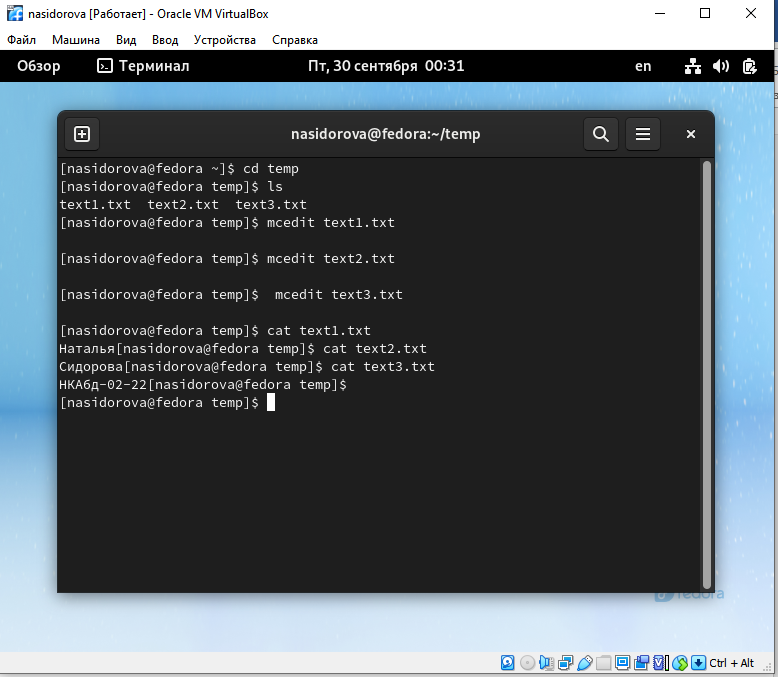 nasidorova [Работает] - Oracle VM VirtualBox
Файл Машина Вид Ввод Устройства Справка
Обзор Терминал Пт, 30 сентября 00:31 en
nasidorova@fedora:~/temp
[nasidorova@fedora ~]$ cd temp
[nasidorova@fedora temp]$ ls
text1.txt  text2.txt  text3.txt
[nasidorova@fedora temp]$ mcedit text1.txt
[nasidorova@fedora temp]$ mcedit text2.txt
[nasidorova@fedora temp]$  mcedit text3.txt
[nasidorova@fedora temp]$ cat text1.txt
Наталья[nasidorova@fedora temp]$ cat text2.txt
Сидорова[nasidorova@fedora temp]$ cat text3.txt
НКАбд-02-22[nasidorova@fedora temp]$
[nasidorova@fedora temp]$
fedora
Ctrl + Alt